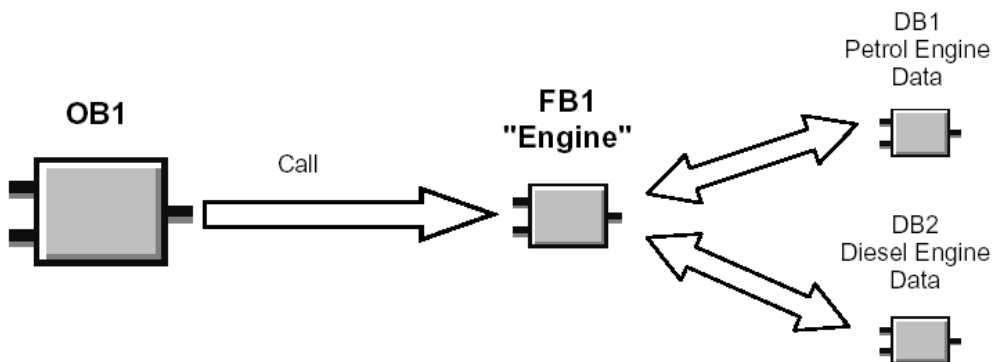 OB1
Call
FB1
"Engine"
DB1
Petrol Engine
Data
DB2
Diesel Engine
Data